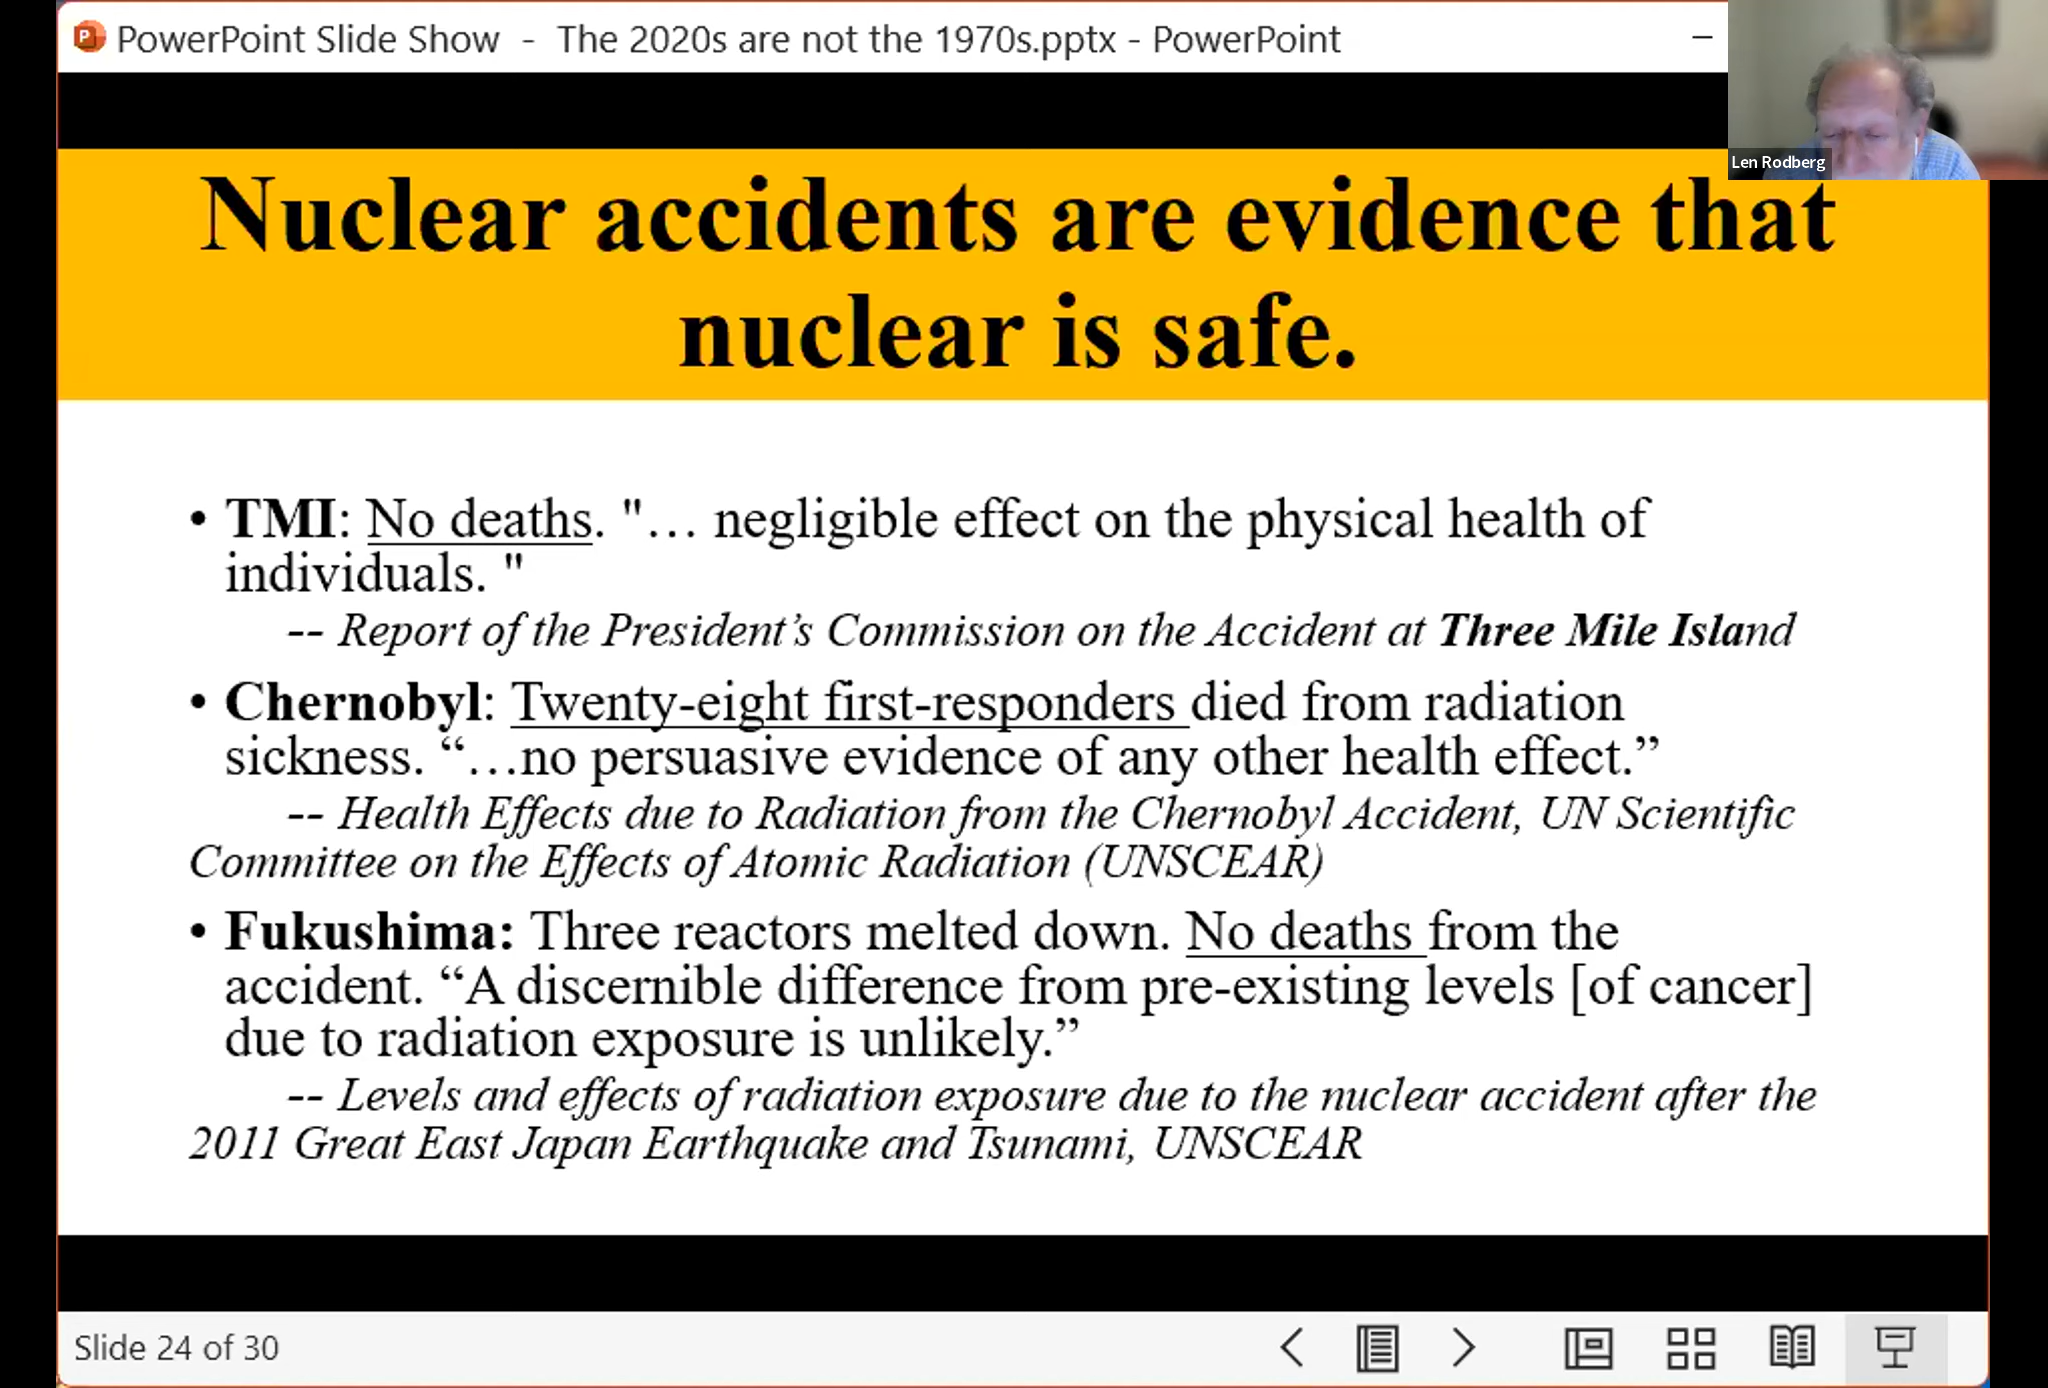 PowerPoint Slide Show - The 2020s are not the 1970s.pptx - PowerPoint
Len Rodberg
Nuclear accidents are evidence that
nuclear is safe.
• TMI: No deaths. "… negligible effect on the physical health of
individuals. "
-- Report of the President’s Commission on the Accident at Three Mile Island
• Chernobyl: Twenty-eight first-responders died from radiation
sickness. “…no persuasive evidence of any other health effect.”
-- Health Effects due to Radiation from the Chernobyl Accident, UN Scientific
Committee on the Effects of Atomic Radiation (UNSCEAR)
• Fukushima: Three reactors melted down. No deaths from the
accident. “A discernible difference from pre-existing levels [of cancer]
due to radiation exposure is unlikely.”
-- Levels and effects of radiation exposure due to the nuclear accident after the
2011 Great East Japan Earthquake and Tsunami, UNSCEAR
Slide 24 of 30